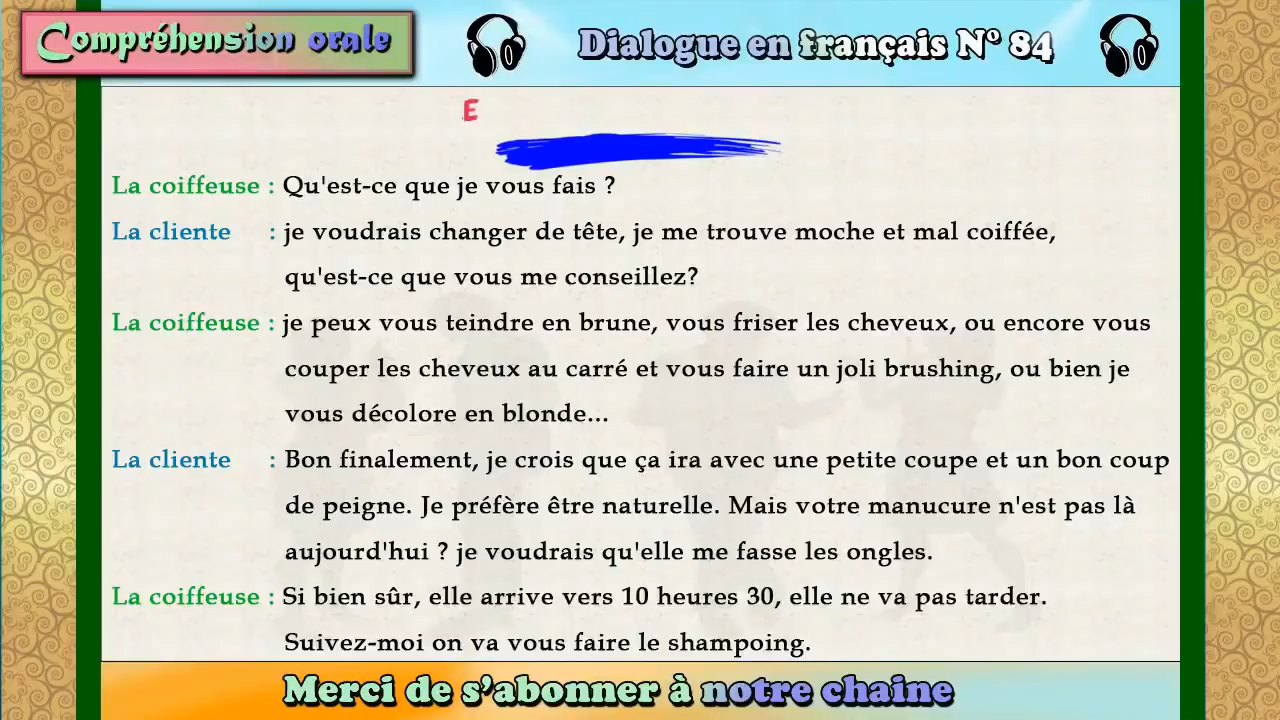 Compréhension orale
Dialogue en français N° 84
E
La coiffeuse : Qu'est-ce que je vous fais ?
La cliente : je voudrais changer de tête, je me trouve moche et mal coiffée,
qu'est-ce que vous me conseillez?
La coiffeuse : je peux vous teindre en brune, vous friser les cheveux, ou encore vous
couper les cheveux au carré et vous faire un joli brushing, ou bien je
vous décolore en blonde...
La cliente : Bon finalement, je crois que ça ira avec une petite coupe et un bon coup
de peigne. Je préfère être naturelle. Mais votre manucure n'est pas là
aujourd'hui ? je voudrais qu'elle me fasse les ongles.
La coiffeuse : Si bien sûr, elle arrive vers 10 heures 30, elle ne va pas tarder.
Suivez-moi on va vous faire le shampoing.
Merci de s'abonner à notre chaine